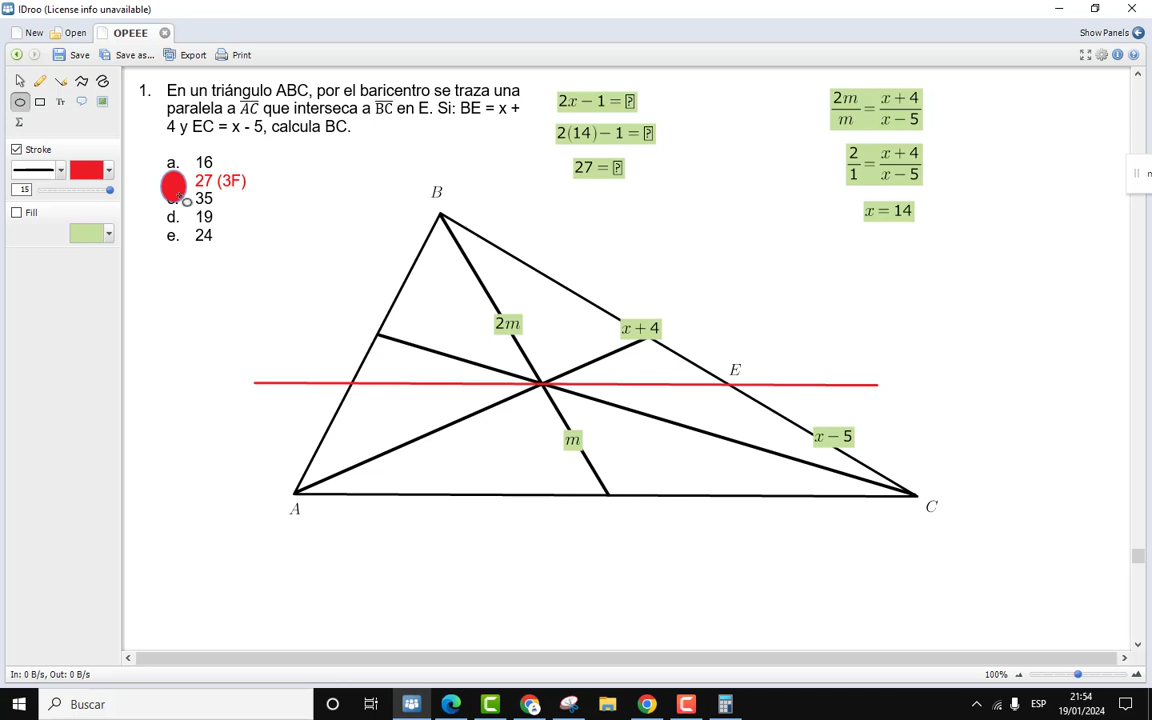 IDroo (License info unavailable)
New Open OPEEE Show Panels
Save Save as... Export Print
Tr
Σ
Stroke
15
Fill
1. En un triángulo ABC, por el baricentro se traza una
paralela a AC que interseca a BC en E. Si: BE = x +
4 y EC = x - 5, calcula BC.
a. 16
27 (3F)
35
d. 19
e. 24
2x − 1 = ?
2(14) − 1 = ?
27 = ?
2m/m = x + 4/x − 5
2/1 = x + 4/x − 5
x = 14
B
2m
x + 4
E
m
x − 5
A
C
In: 0 B/s, Out: 0 B/s
100%
Buscar
ESP
21:54
19/01/2024